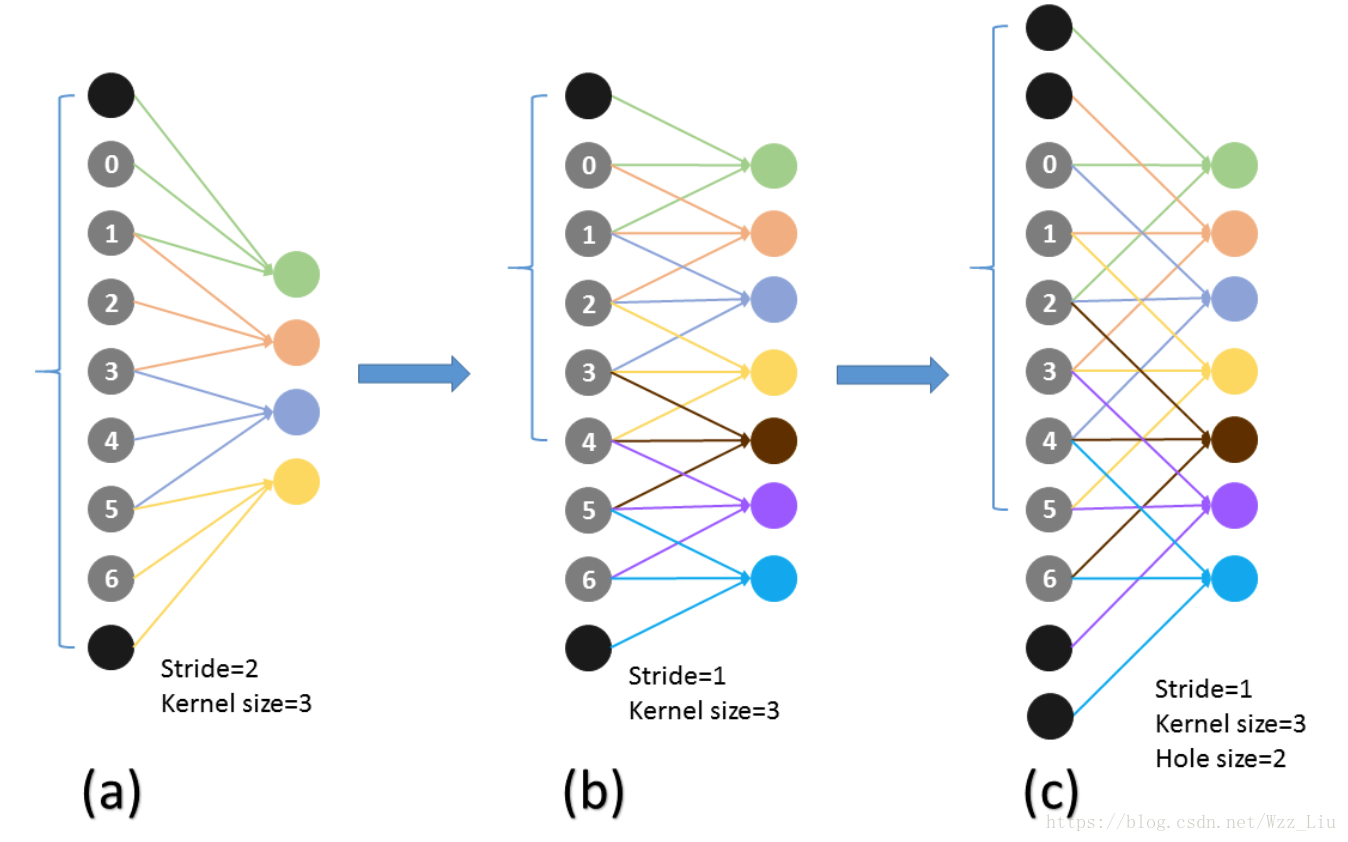 0
1
2
3
4
5
6
Stride=2
Kernel size=3
(a)
0
1
2
3
4
5
6
Stride=1
Kernel size=3
(b)
0
1
2
3
4
5
6
Stride=1
Kernel size=3
Hole size=2
(c)
https://blog.csdn.net/Wzz_Liu